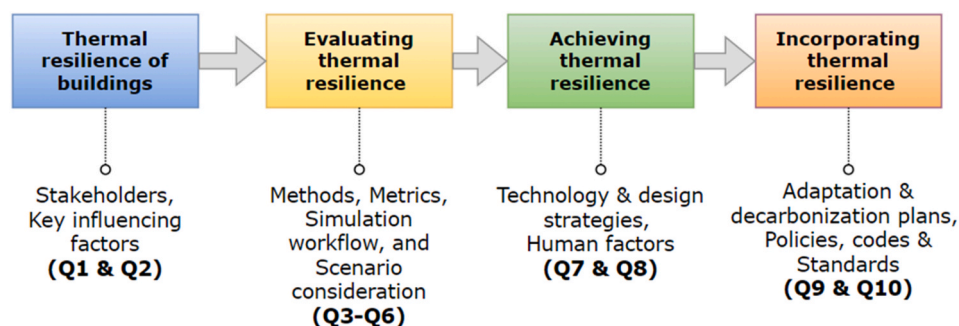 Thermal
resilience of
buildings
Evaluating
thermal
resilience
Achieving
thermal
resilience
Incorporating
thermal
resilience
Stakeholders,
Key influencing
factors
(Q1 & Q2)
Methods, Metrics,
Simulation
workflow, and
Scenario
consideration
(Q3-Q6)
Technology & design
strategies,
Human factors
(Q7 & Q8)
Adaptation &
decarbonization plans,
Policies, codes &
Standards
(Q9 & Q10)